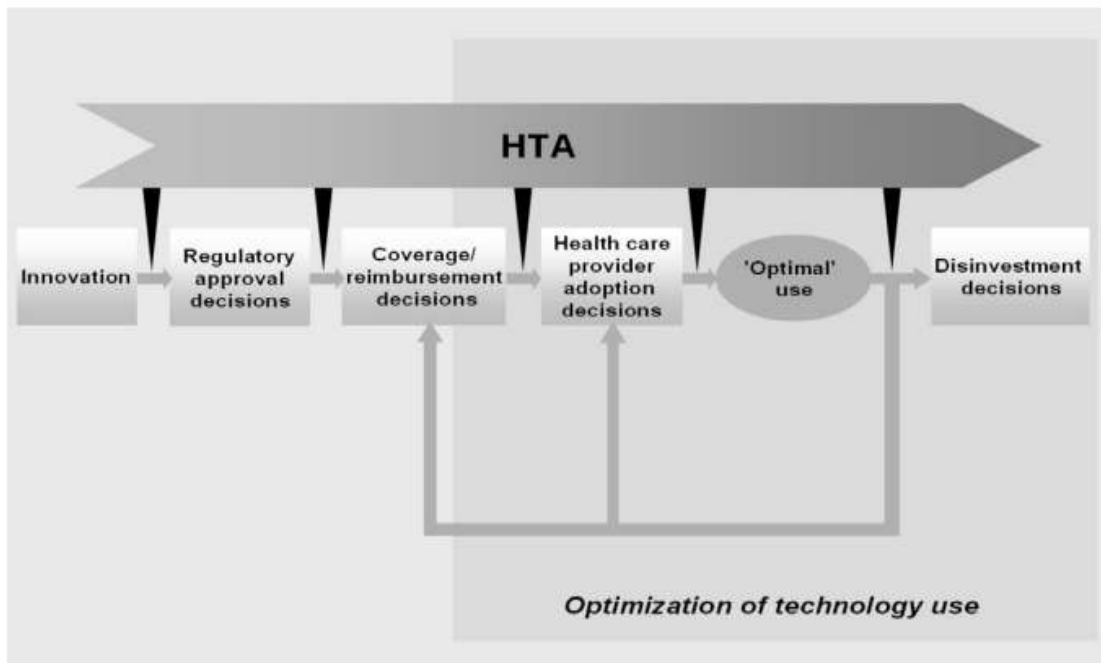 HTA
Innovation
Regulatory
approval
decisions
Coverage/
reimbursement
decisions
Health care
provider
adoption
decisions
'Optimal'
use
Disinvestment
decisions
Optimization of technology use